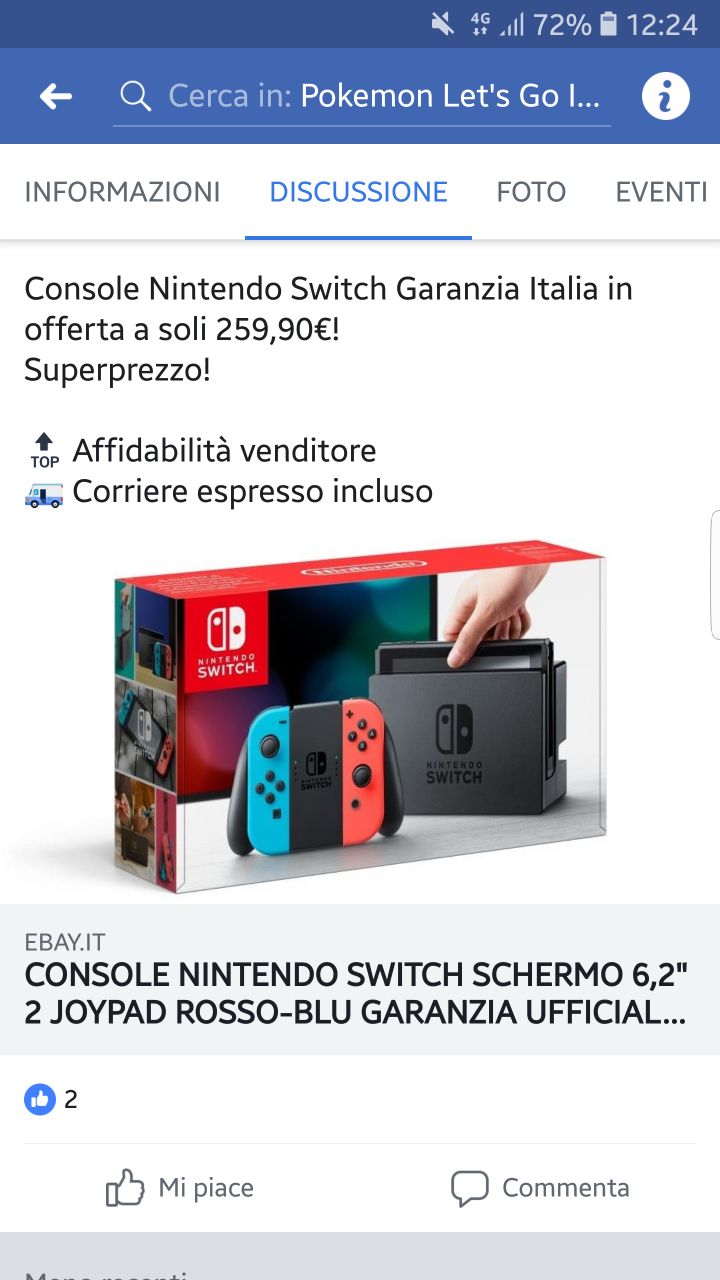 4G 72% 12:24
Cerca in: Pokemon Let's Go I...
INFORMAZIONI DISCUSSIONE FOTO EVENTI
Console Nintendo Switch Garanzia Italia in
offerta a soli 259,90€!
Superprezzo!
TOP Affidabilità venditore
Corriere espresso incluso
Nintendo
NINTENDO
SWITCH
NINTENDO
SWITCH
NINTENDO
SWITCH
EBAY.IT
CONSOLE NINTENDO SWITCH SCHERMO 6,2"
2 JOYPAD ROSSO-BLU GARANZIA UFFICIAL...
2
Mi piace Commenta